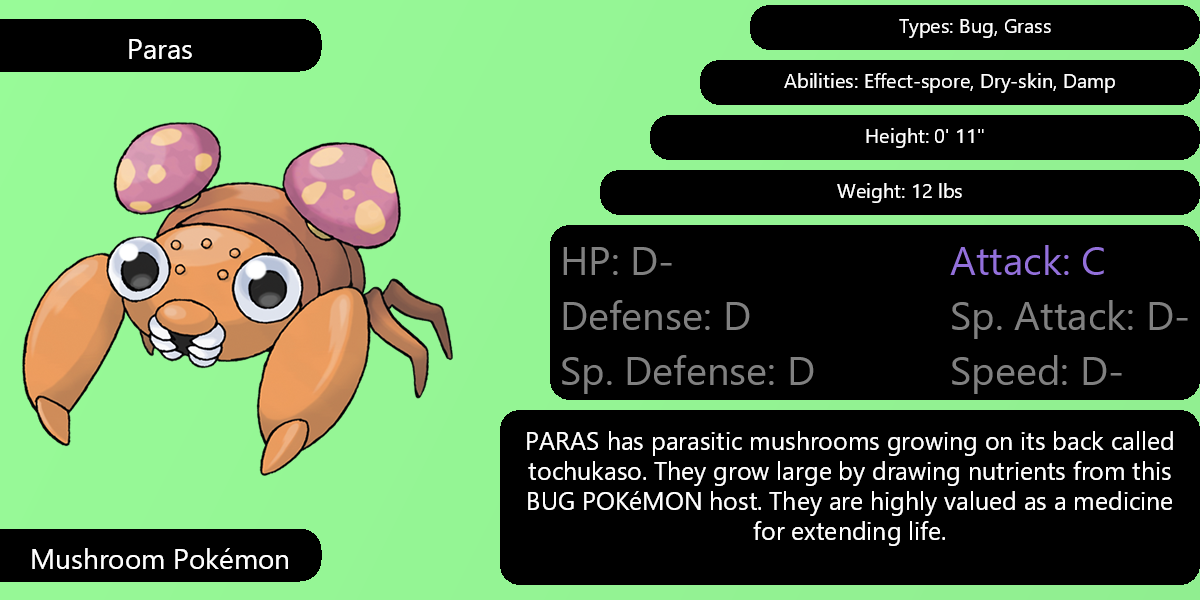 Paras
Types: Bug, Grass
Abilities: Effect-spore, Dry-skin, Damp
Height: 0' 11"
Weight: 12 lbs
HP: D-
Attack: C
Defense: D
Sp. Attack: D-
Sp. Defense: D
Speed: D-
PARAS has parasitic mushrooms growing on its back called
tochukaso. They grow large by drawing nutrients from this
BUG POKéMON host. They are highly valued as a medicine
for extending life.
Mushroom Pokémon